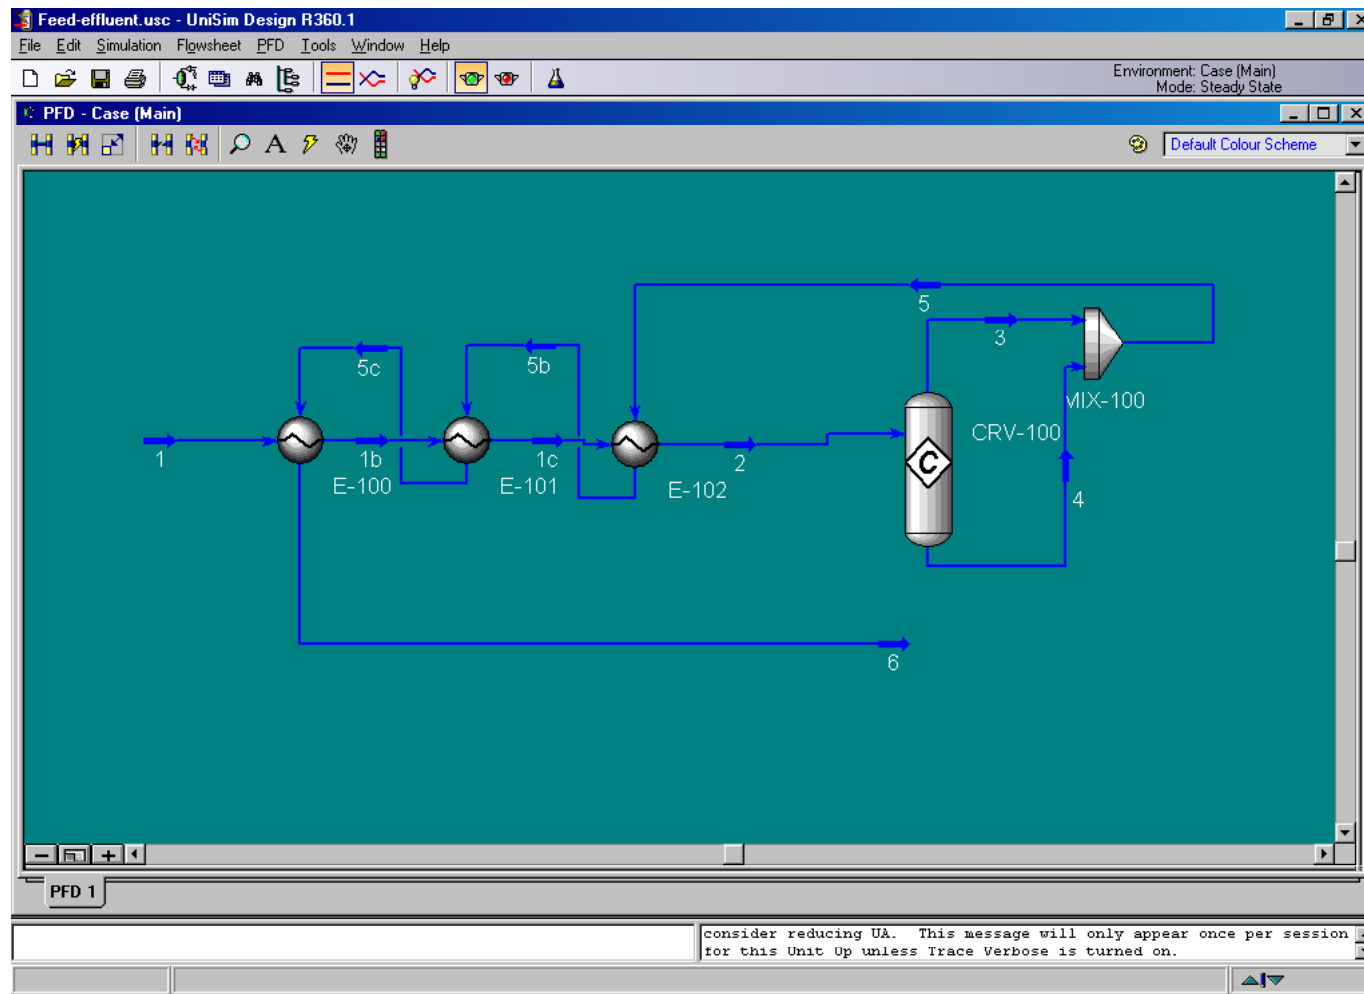 Feed-effluent.usc - UniSim Design R360.1
File Edit Simulation Flowsheet PFD Tools Window Help
Environment: Case (Main)
Mode: Steady State
PFD - Case (Main)
A
Default Colour Scheme
5
3
5c
5b
MIX-100
CRV-100
C
1
1b
1c
2
E-100
E-101
E-102
4
6
PFD 1
consider reducing UA. This message will only appear once per session
for this Unit Op unless Trace Verbose is turned on.